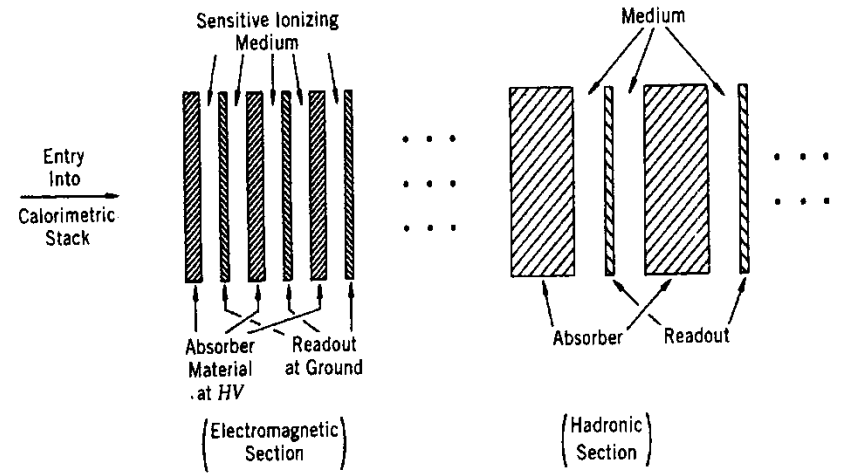 Sensitive Ionizing
Medium
Medium
Entry
Into
Calorimetric
Stack
Absorber
Material
at HV
Readout
at Ground
Absorber
Readout
(Electromagnetic
Section)
(Hadronic
Section)